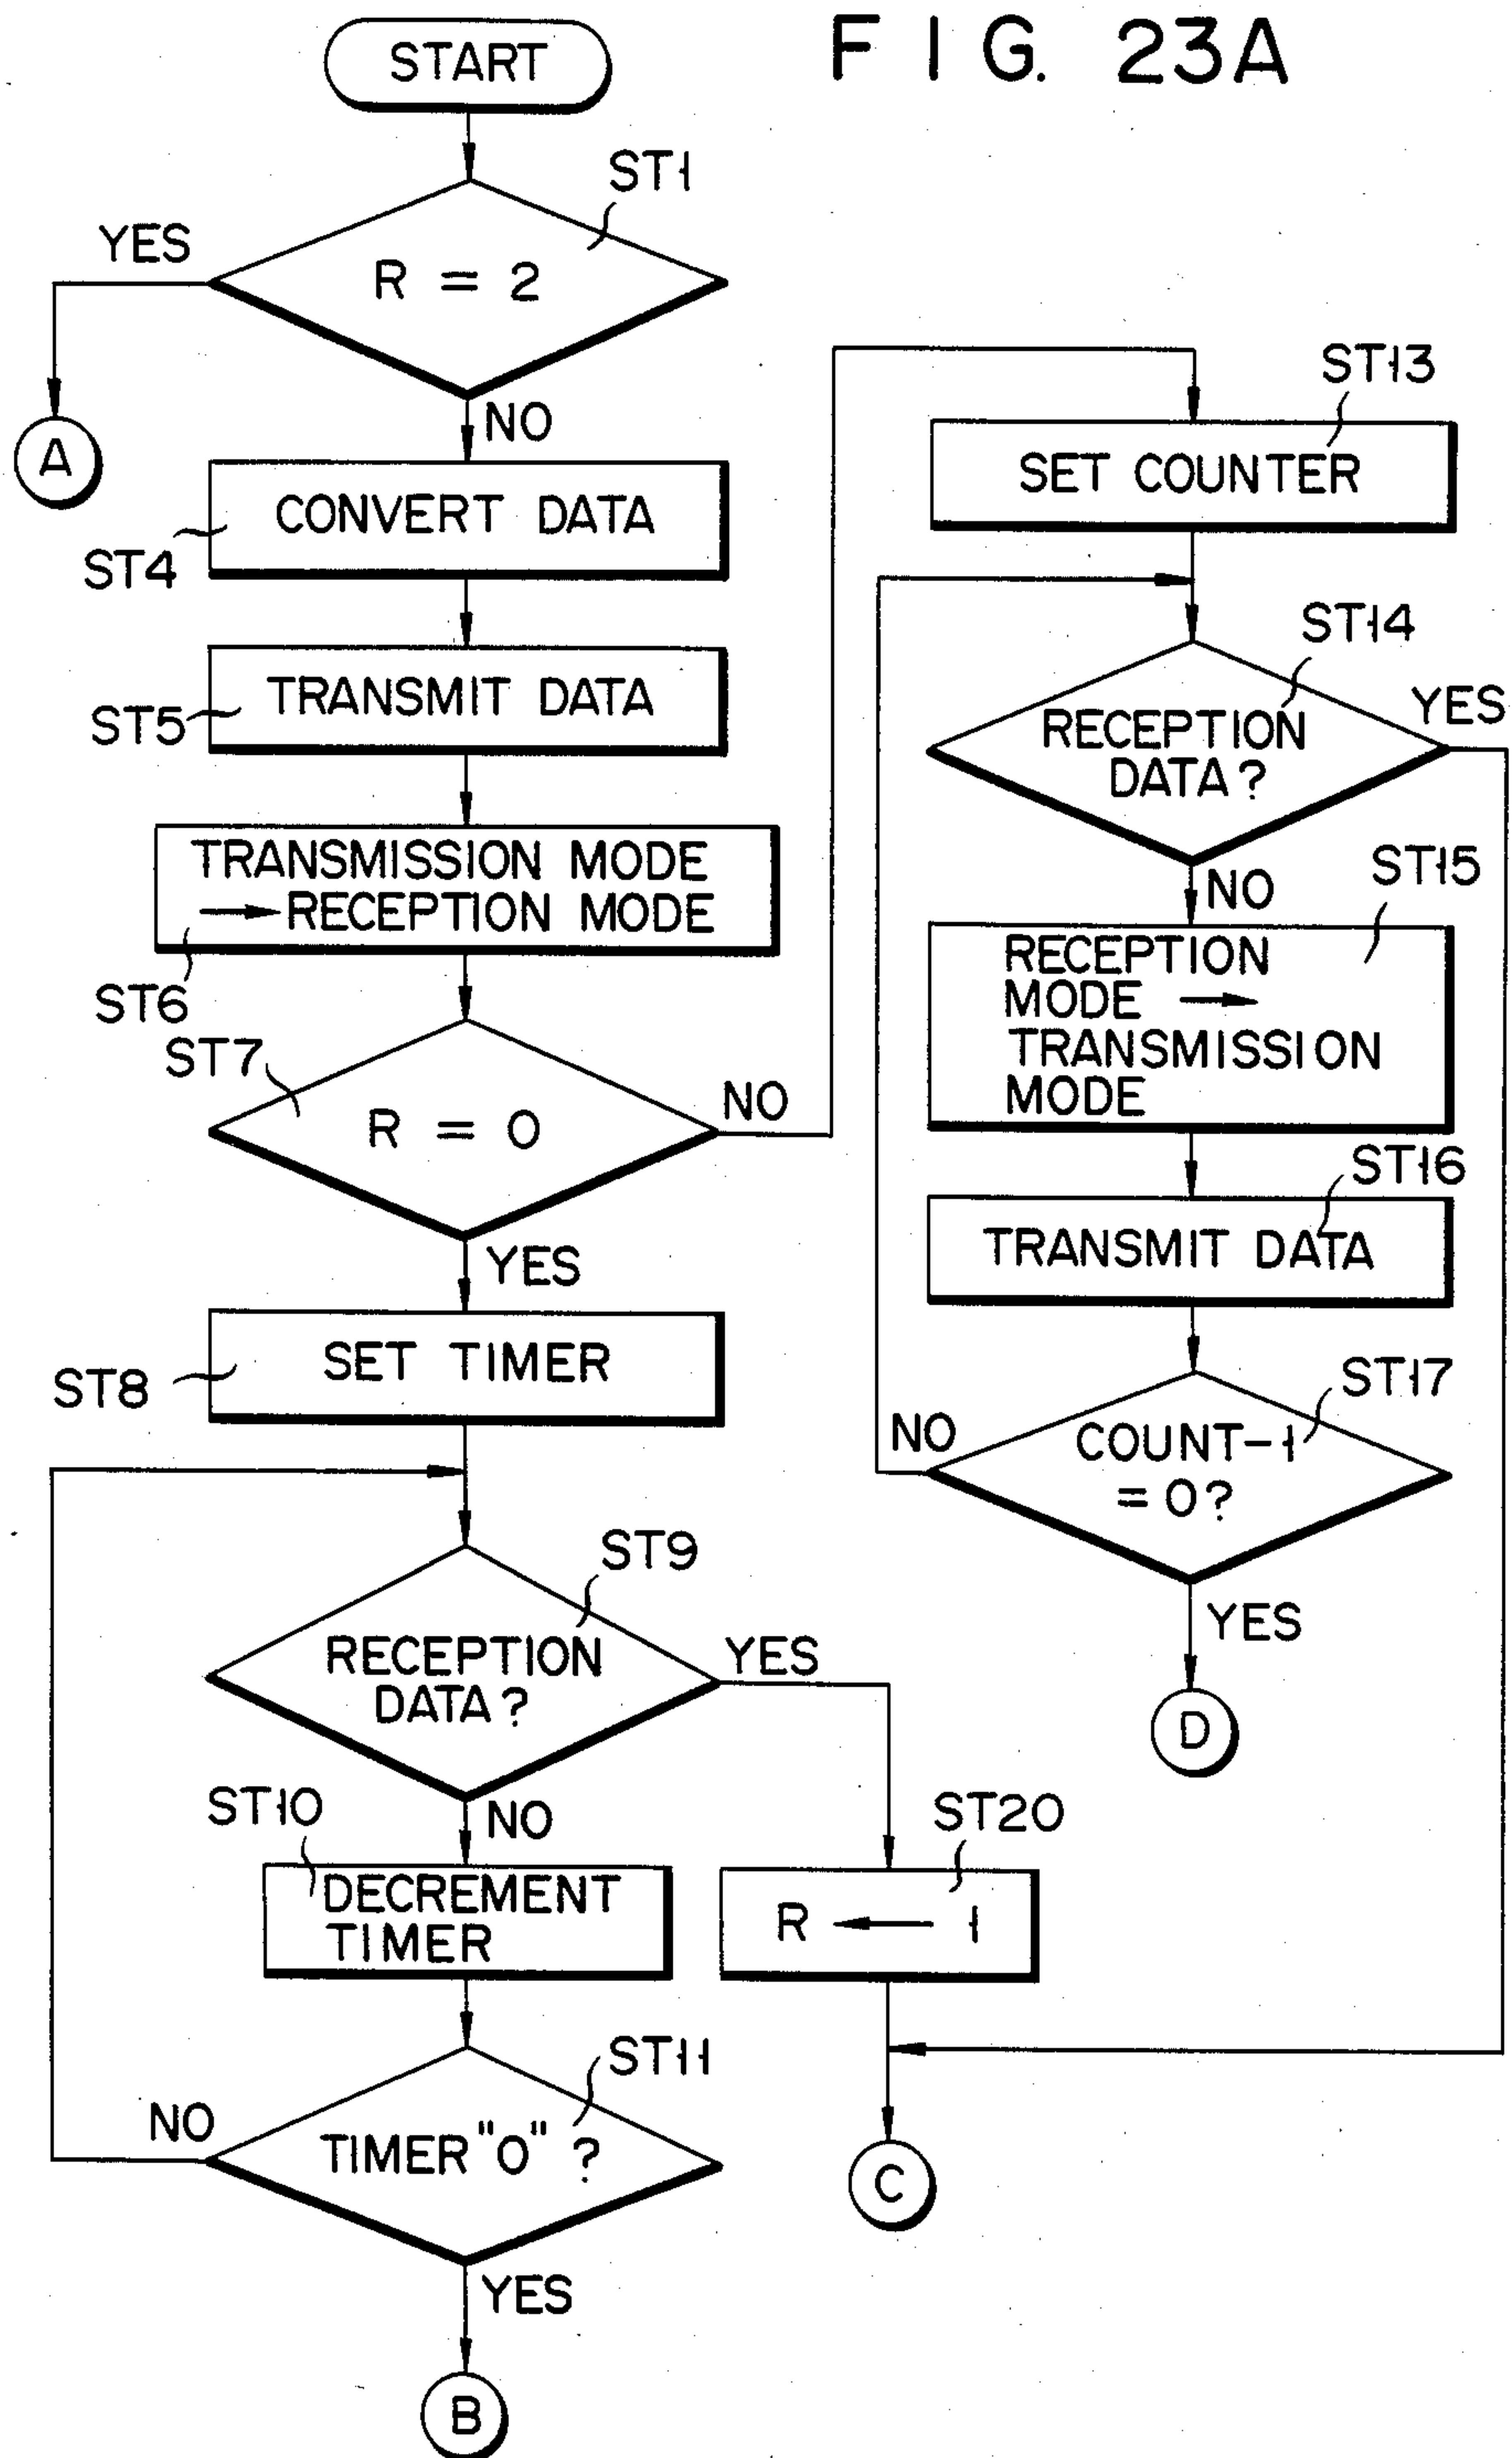 FIG. 23A
START
ST1
YES
R = 2
A
NO
CONVERT DATA
ST4
TRANSMIT DATA
ST5
TRANSMISSION MODE
→ RECEPTION MODE
ST6
ST7
R = 0
NO
YES
SET TIMER
ST8
ST9
RECEPTION
DATA?
YES
NO
ST10
DECREMENT
TIMER
ST20
R ← 1
ST11
NO
TIMER "0" ?
YES
B
C
ST13
SET COUNTER
ST14
RECEPTION
DATA?
YES
NO
ST15
RECEPTION
MODE →
TRANSMISSION
MODE
ST16
TRANSMIT DATA
ST17
NO
COUNT-1
= 0?
YES
D